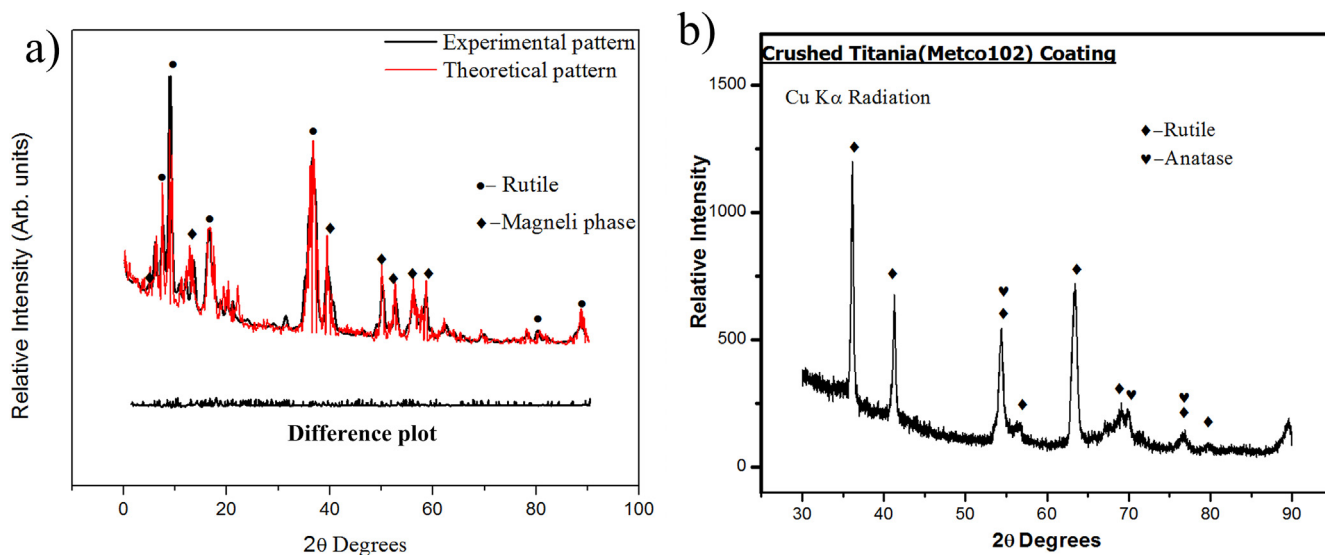 a)
Experimental pattern
Theoretical pattern
●– Rutile
♦–Magneli phase
Relative Intensity (Arb. units)
Difference plot
0 20 40 60 80 100
2θ Degrees
b)
Crushed Titania(Metco102) Coating
Cu Kα Radiation
♦–Rutile
♥–Anatase
Relative Intensity
1500
1000
500
0
30 40 50 60 70 80 90
2θ Degrees